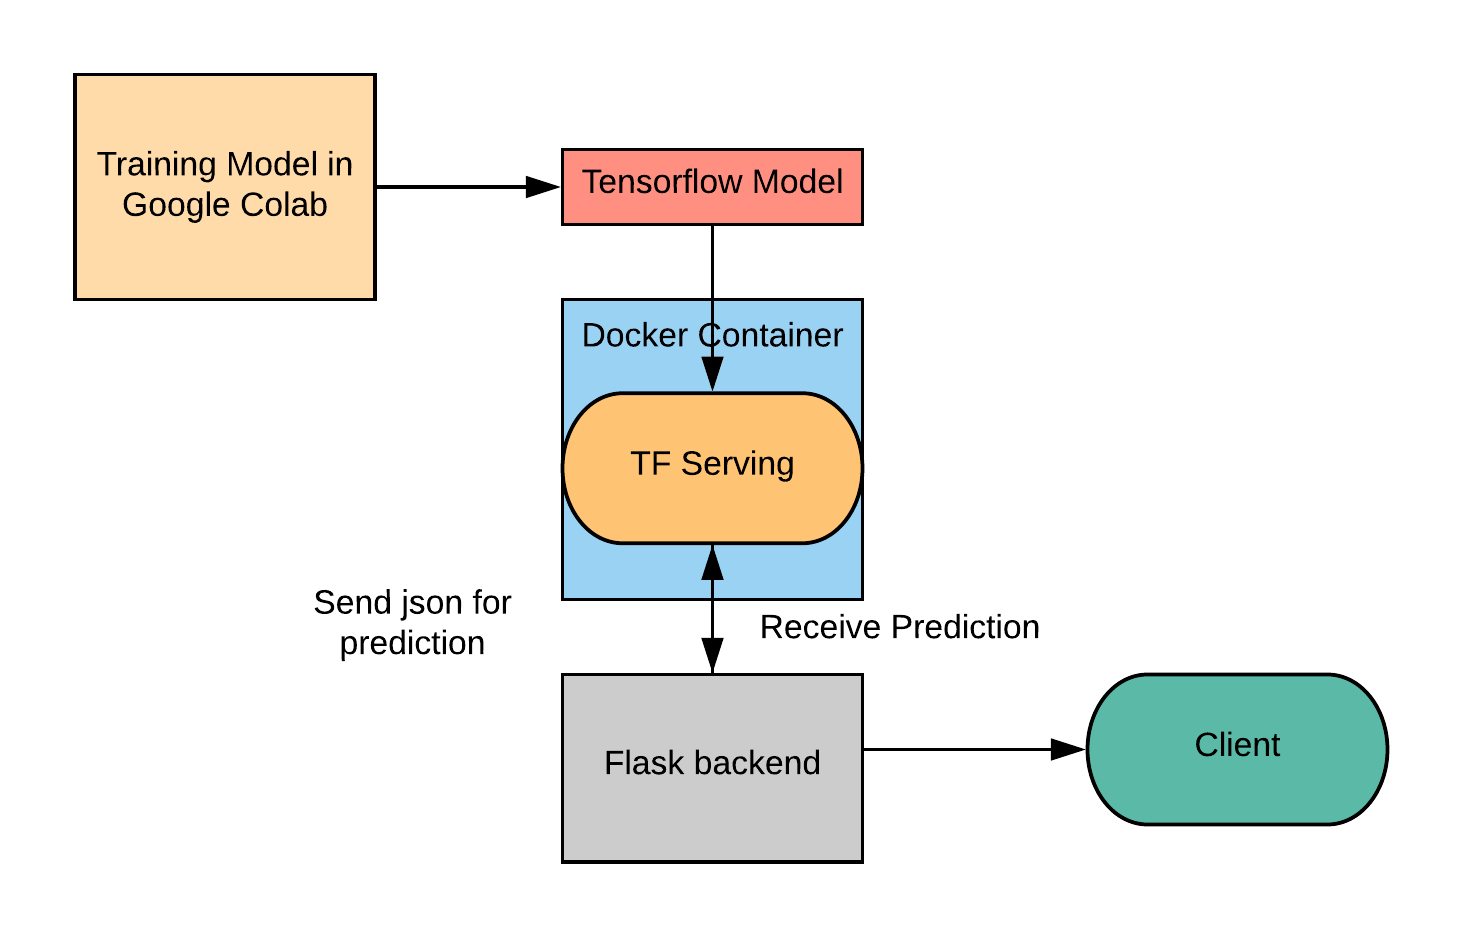 Training Model in
Google Colab
Tensorflow Model
Docker Container
TF Serving
Send json for
prediction
Receive Prediction
Flask backend
Client